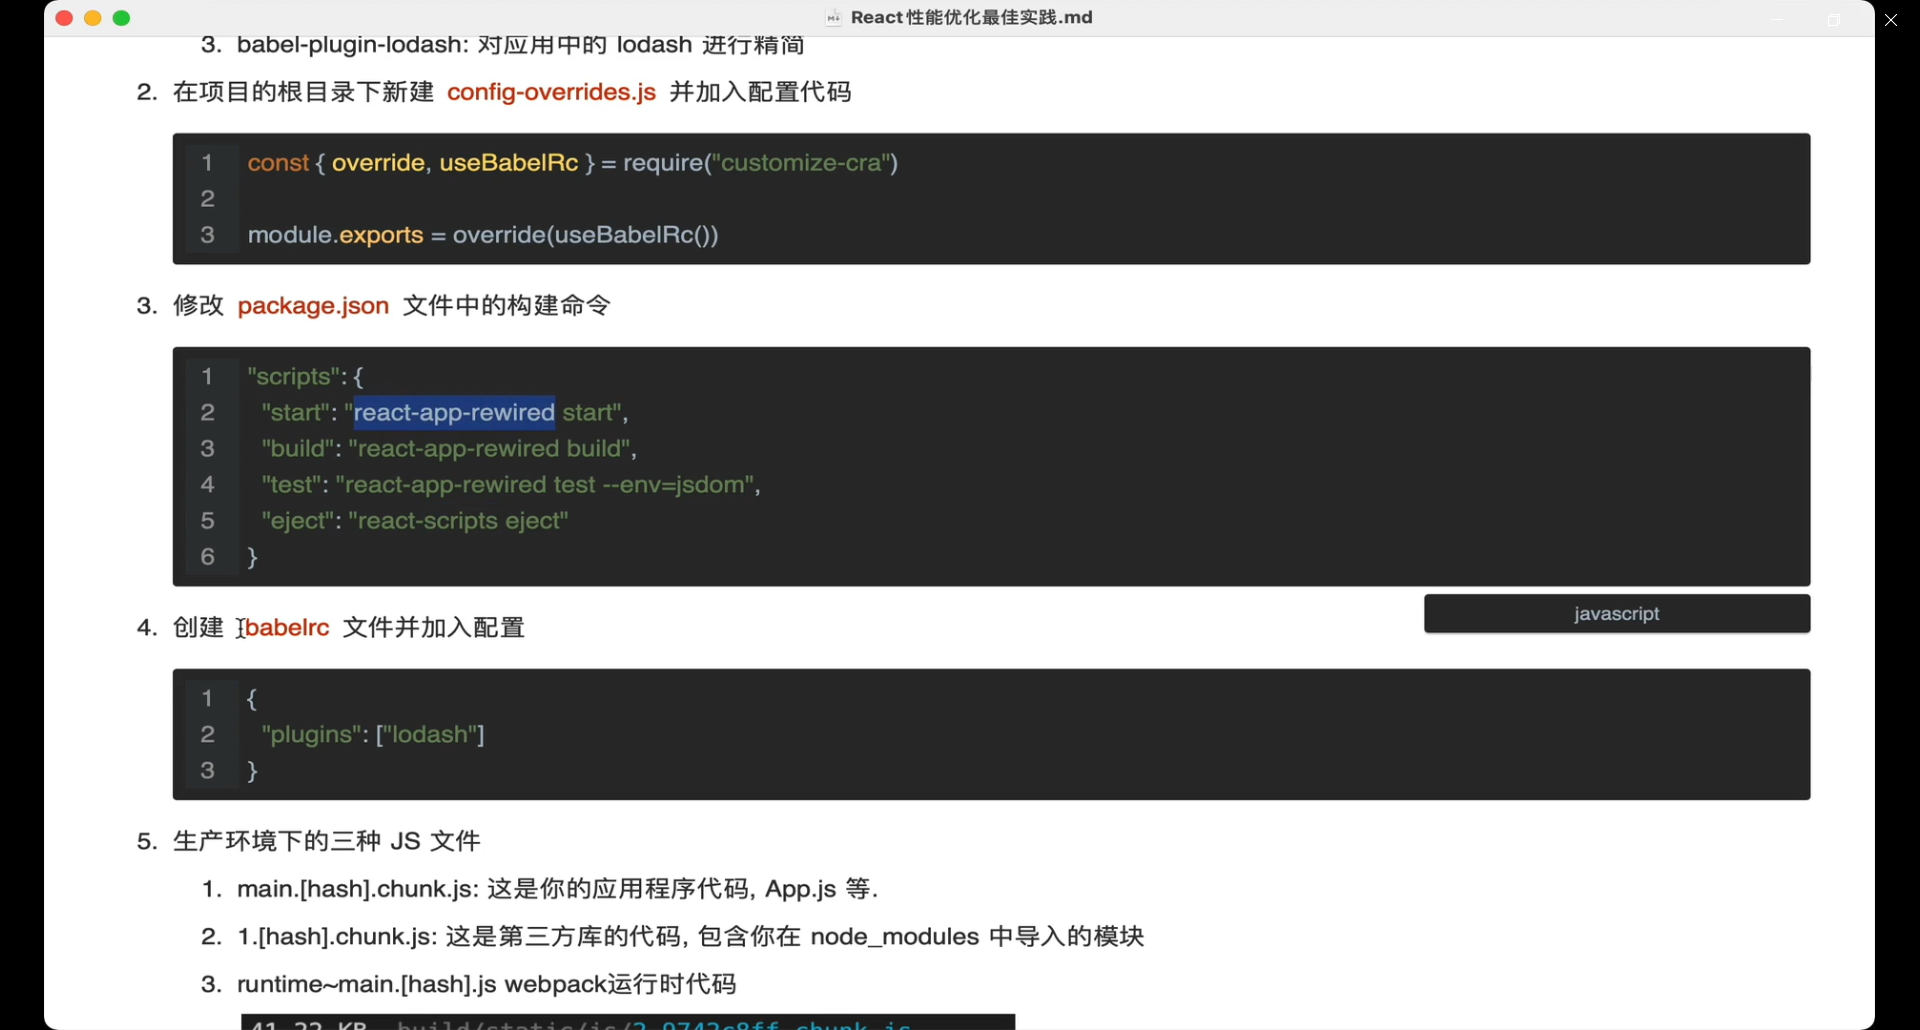 React性能优化最佳实践.md
3. babel-plugin-lodash: 对应用中的 lodash 进行精简
2. 在项目的根目录下新建 config-overrides.js 并加入配置代码
1 const { override, useBabelRc } = require("customize-cra")
2
3 module.exports = override(useBabelRc())
3. 修改 package.json 文件中的构建命令
1 "scripts": {
2 "start": "react-app-rewired start",
3 "build": "react-app-rewired build",
4 "test": "react-app-rewired test --env=jsdom",
5 "eject": "react-scripts eject"
6 }
javascript
4. 创建 babelrc 文件并加入配置
1 {
2 "plugins": ["lodash"]
3 }
5. 生产环境下的三种 JS 文件
1. main.[hash].chunk.js: 这是你的应用程序代码, App.js 等.
2. 1.[hash].chunk.js: 这是第三方库的代码, 包含你在 node_modules 中导入的模块
3. runtime~main.[hash].js webpack运行时代码